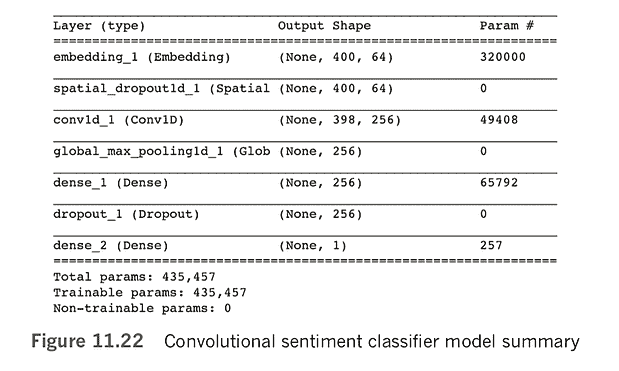 Layer (type) Output Shape Param #
=================================================================
embedding_1 (Embedding) (None, 400, 64) 320000
spatial_dropout1d_1 (Spatial (None, 400, 64) 0
conv1d_1 (Conv1D) (None, 398, 256) 49408
global_max_pooling1d_1 (Glob (None, 256) 0
dense_1 (Dense) (None, 256) 65792
dropout_1 (Dropout) (None, 256) 0
dense_2 (Dense) (None, 1) 257
=================================================================
Total params: 435,457
Trainable params: 435,457
Non-trainable params: 0
Figure 11.22 Convolutional sentiment classifier model summary